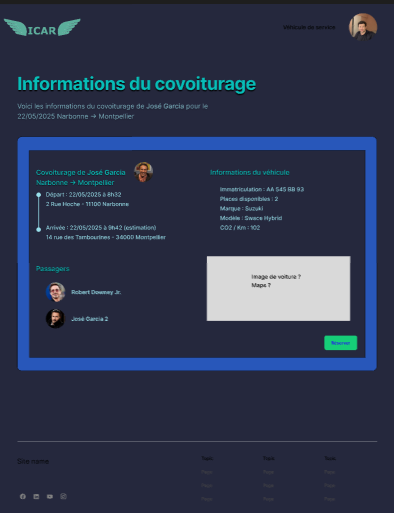 ICAR
Véhicule de service
Informations du covoiturage
Voici les informations du covoiturage de José Garcia pour le
22/05/2025 Narbonne → Montpellier
Covoiturage de José Garcia
Narbonne → Montpellier
Départ : 22/05/2025 à 8h32
2 Rue Hoche - 11100 Narbonne
Arrivée : 22/05/2025 à 9h42 (estimation)
14 rue des Tambourines - 34000 Montpellier
Informations du véhicule
Immatriculation : AA 545 BB 93
Places disponibles : 2
Marque : Suzuki
Modèle : Swace Hybrid
CO2 / Km : 102
Passagers
Robert Downey Jr.
José Garcia 2
Image de voiture ?
Maps ?
Réserver
Site name
Topic
Topic
Topic
Page
Page
Page
Page
Page
Page
Page
Page
Page